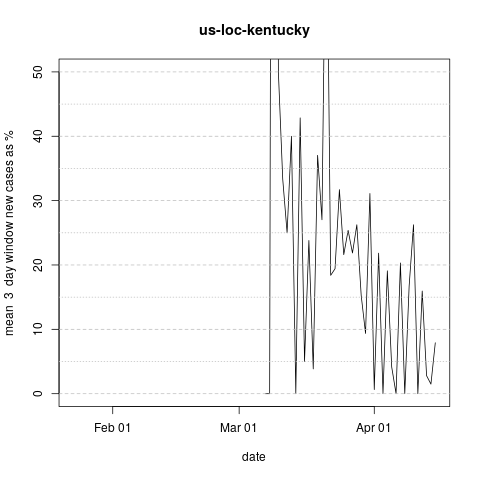 us-loc-kentucky
mean 3 day window new cases as %
50
40
30
20
10
0
Feb 01
Mar 01
Apr 01
date